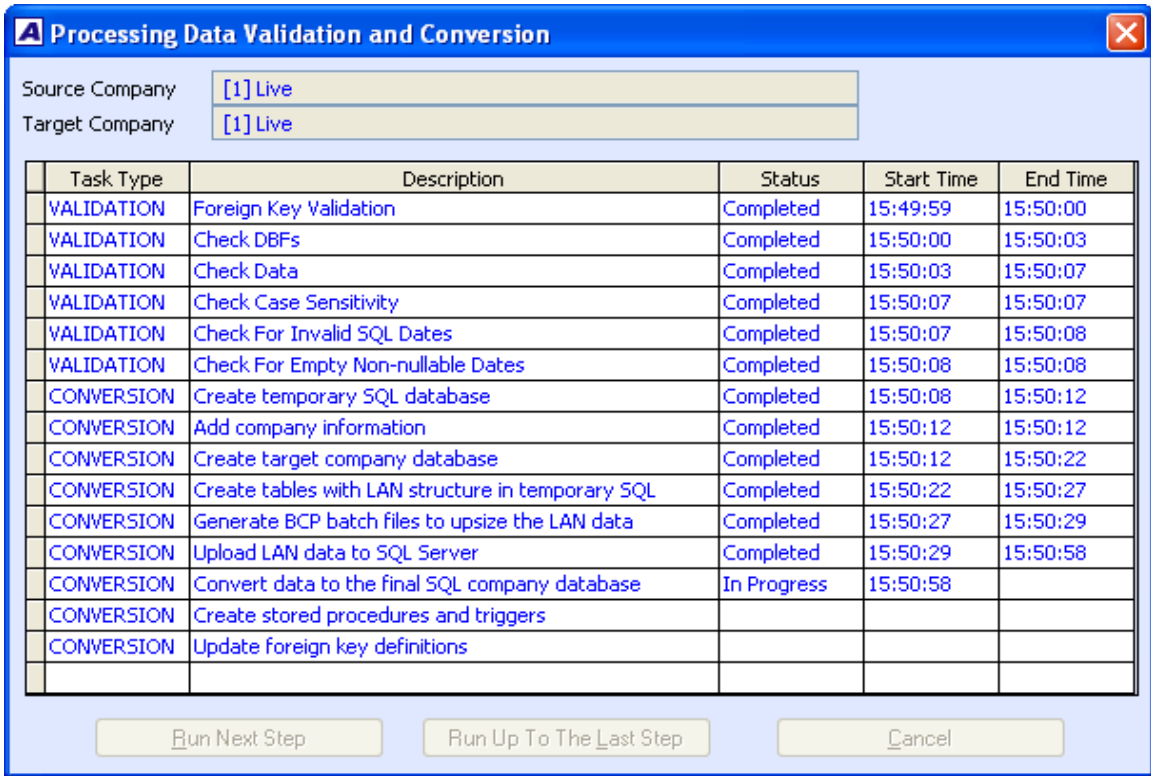 A Processing Data Validation and Conversion
Source Company [1] Live
Target Company [1] Live
Task Type Description Status Start Time End Time
VALIDATION Foreign Key Validation Completed 15:49:59 15:50:00
VALIDATION Check DBFs Completed 15:50:00 15:50:03
VALIDATION Check Data Completed 15:50:03 15:50:07
VALIDATION Check Case Sensitivity Completed 15:50:07 15:50:07
VALIDATION Check For Invalid SQL Dates Completed 15:50:07 15:50:08
VALIDATION Check For Empty Non-nullable Dates Completed 15:50:08 15:50:08
CONVERSION Create temporary SQL database Completed 15:50:08 15:50:12
CONVERSION Add company information Completed 15:50:12 15:50:12
CONVERSION Create target company database Completed 15:50:12 15:50:22
CONVERSION Create tables with LAN structure in temporary SQL Completed 15:50:22 15:50:27
CONVERSION Generate BCP batch files to upsize the LAN data Completed 15:50:27 15:50:29
CONVERSION Upload LAN data to SQL Server Completed 15:50:29 15:50:58
CONVERSION Convert data to the final SQL company database In Progress 15:50:58
CONVERSION Create stored procedures and triggers
CONVERSION Update foreign key definitions
Run Next Step Run Up To The Last Step Cancel